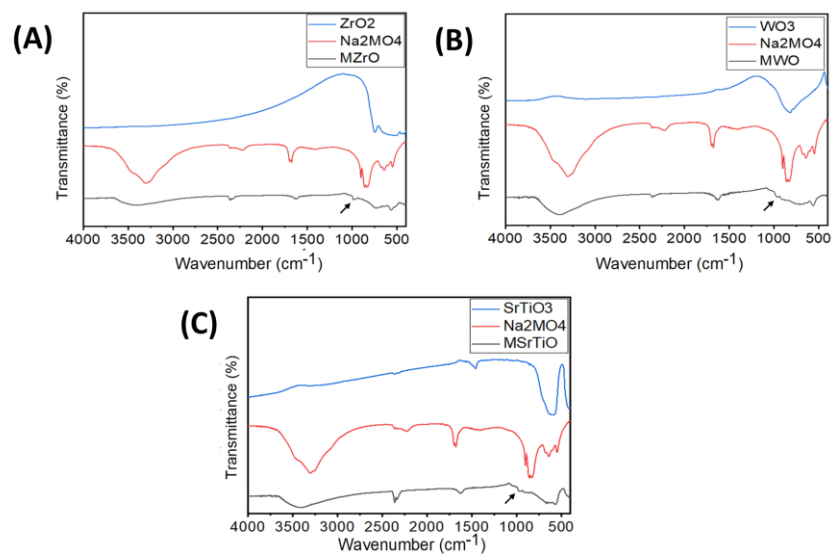 (A)
ZrO2
Na2MO4
MZrO
Transmittance (%)
4000 3500 3000 2500 2000 1500 1000 500
Wavenumber (cm-1)
(B)
WO3
Na2MO4
MWO
Transmittance (%)
4000 3500 3000 2500 2000 1500 1000 500
Wavenumber (cm-1)
(C)
SrTiO3
Na2MO4
MSrTiO
Transmittance (%)
4000 3500 3000 2500 2000 1500 1000 500
Wavenumber (cm-1)